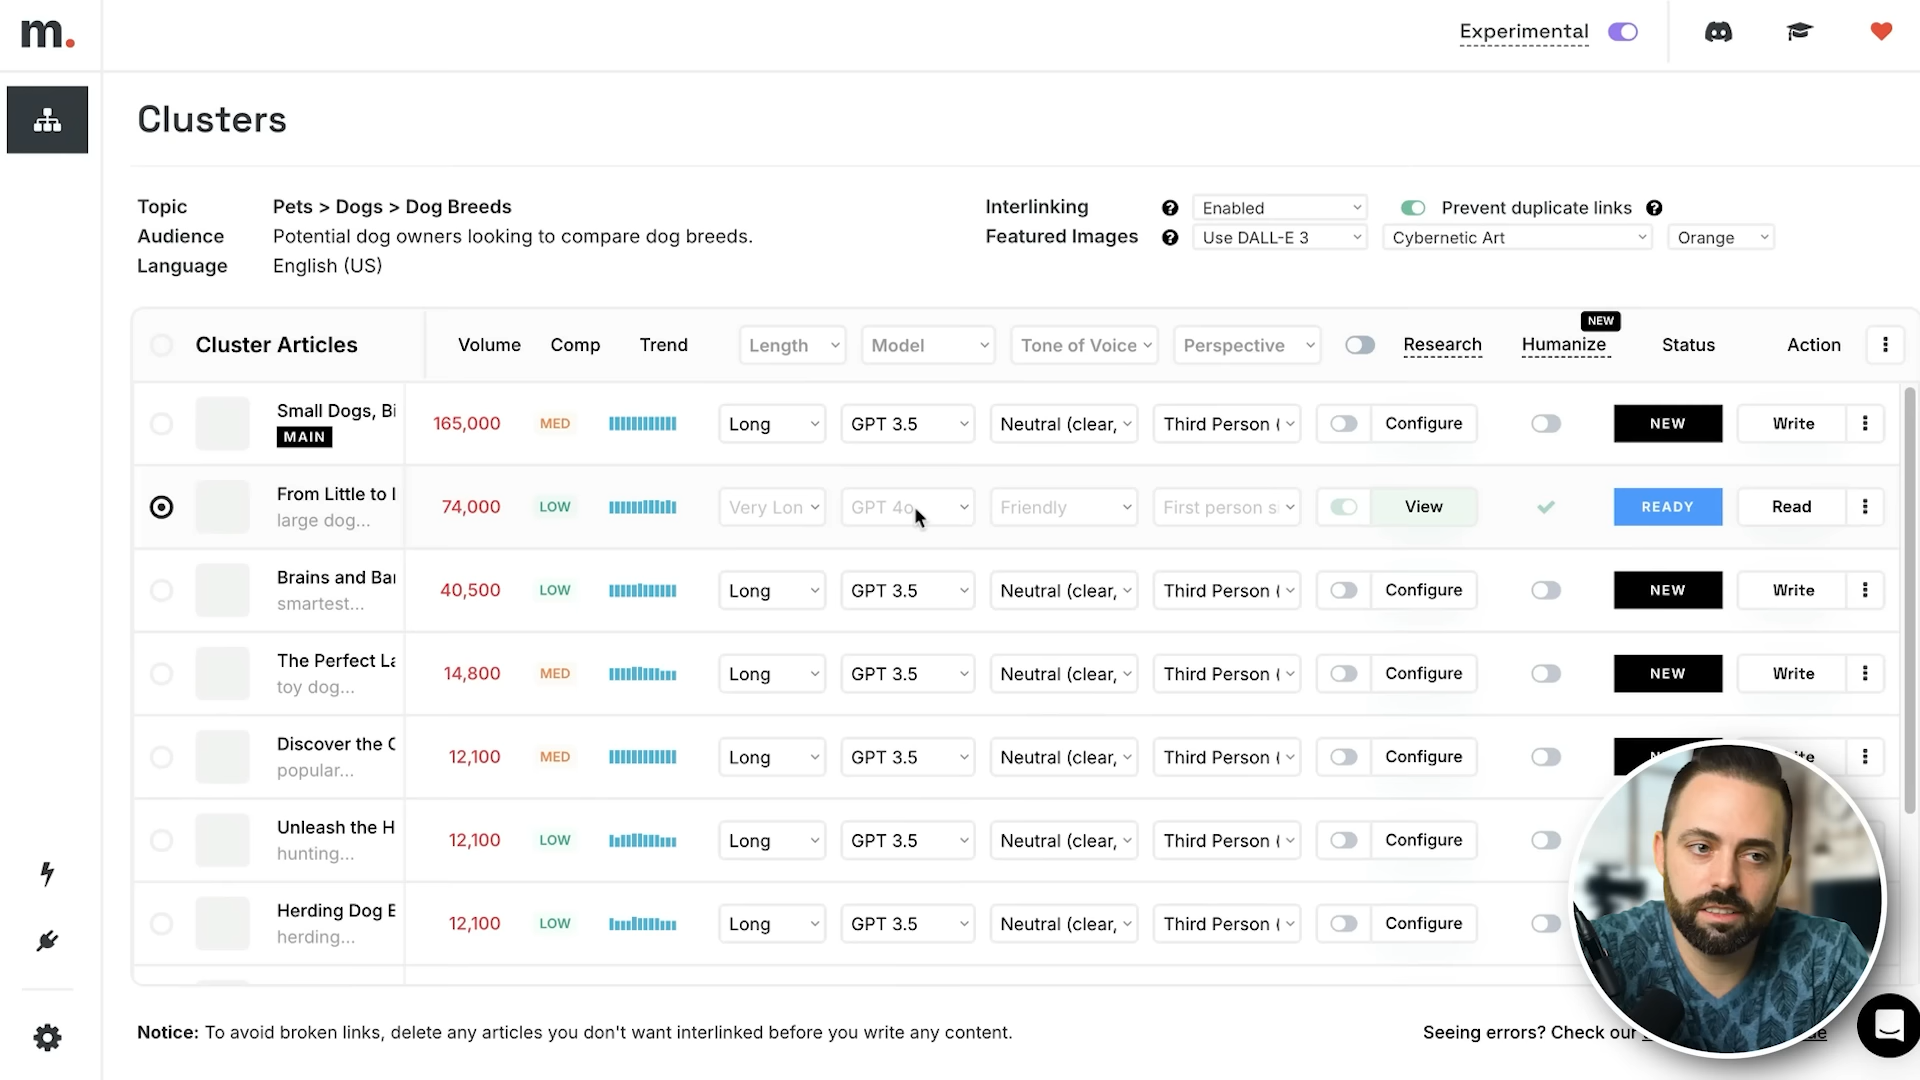 m.
Experimental
Clusters
Topic Pets > Dogs > Dog Breeds
Audience Potential dog owners looking to compare dog breeds.
Language English (US)
Interlinking ? Enabled Prevent duplicate links ?
Featured Images ? Use DALL-E 3 Cybernetic Art Orange
NEW
Cluster Articles Volume Comp Trend Length Model Tone of Voice Perspective Research Humanize Status Action
Small Dogs, Bi 165,000 MED Long GPT 3.5 Neutral (clear, Third Person ( Configure NEW Write
MAIN
From Little to 74,000 LOW Very Lon GPT 4o Friendly First person s View READY Read
large dog...
Brains and Bar 40,500 LOW Long GPT 3.5 Neutral (clear, Third Person ( Configure NEW Write
smartest...
The Perfect La 14,800 MED Long GPT 3.5 Neutral (clear, Third Person ( Configure NEW Write
toy dog...
Discover the 12,100 MED Long GPT 3.5 Neutral (clear, Third Person ( Configure
popular...
Unleash the H 12,100 LOW Long GPT 3.5 Neutral (clear, Third Person ( Configure
hunting...
Herding Dog 12,100 LOW Long GPT 3.5 Neutral (clear, Third Person ( Configure
herding...
Notice: To avoid broken links, delete any articles you don't want interlinked before you write any content.
Seeing errors? Check our